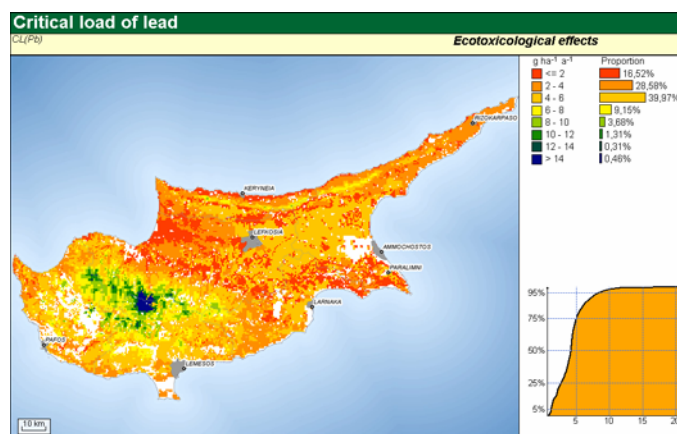 Critical load of lead
CL(Pb)
Ecotoxicological effects
g ha⁻¹ a⁻¹ Proportion
<= 2 16,52%
2 - 4 28,58%
4 - 6 39,97%
6 - 8 9,15%
8 - 10 3,68%
10 - 12 1,31%
12 - 14 0,31%
> 14 0,46%
RIZOKARPASO
KERYNEIA
LEFKOSIA
AMMOCHOSTOS
PARALIMNI
LARNAKA
PAFOS
LEMESOS
10 km
95%
75%
50%
25%
5%
5 10 15 20